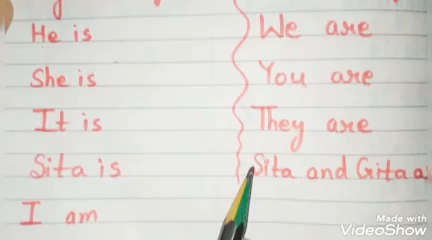 He is
She is
It is
Sita is
I am
We are
You are
They are
Sita and Gita
Made with
VideoShow